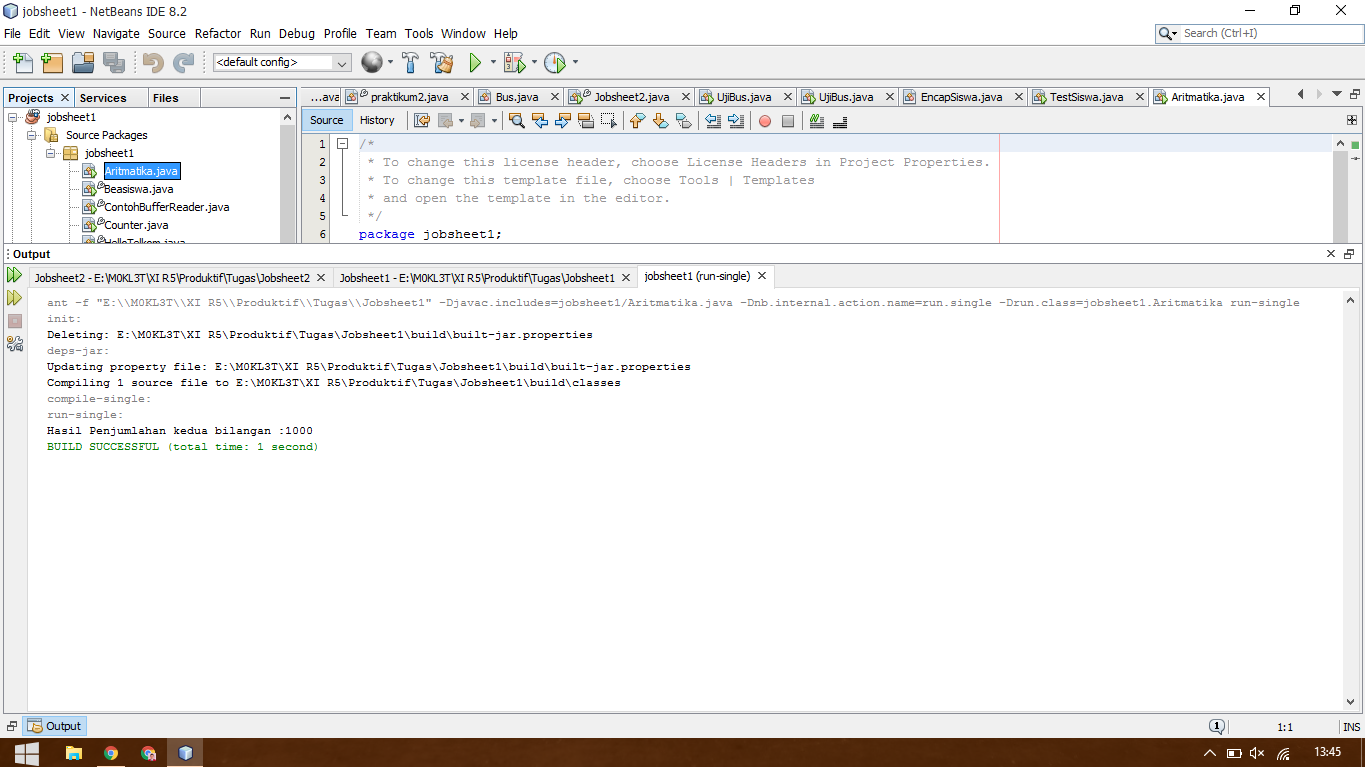 jobsheet1 - NetBeans IDE 8.2
File Edit View Navigate Source Refactor Run Debug Profile Team Tools Window Help
Search (Ctrl+I)
<default config>
Projects Services Files
...ava praktikum2.java Bus.java Jobsheet2.java UjiBus.java UjiBus.java EncapSiswa.java TestSiswa.java Aritmatika.java
jobsheet1
Source Packages
jobsheet1
Aritmatika.java
Beasiswa.java
ContohBufferReader.java
Counter.java
HelloTelkom.java
Source History
1 /*
2 * To change this license header, choose License Headers in Project Properties.
3 * To change this template file, choose Tools | Templates
4 * and open the template in the editor.
5 */
6 package jobsheet1;
Output
Jobsheet2 - E:\M0KL3T\XI R5\Produktif\Tugas\Jobsheet2 Jobsheet1 - E:\M0KL3T\XI R5\Produktif\Tugas\Jobsheet1 jobsheet1 (run-single)
ant -f "E:\\M0KL3T\\XI R5\\Produktif\\Tugas\\Jobsheet1" -Djavac.includes=jobsheet1/Aritmatika.java -Dnb.internal.action.name=run.single -Drun.class=jobsheet1.Aritmatika run-single
init:
Deleting: E:\M0KL3T\XI R5\Produktif\Tugas\Jobsheet1\build\built-jar.properties
deps-jar:
Updating property file: E:\M0KL3T\XI R5\Produktif\Tugas\Jobsheet1\build\built-jar.properties
Compiling 1 source file to E:\M0KL3T\XI R5\Produktif\Tugas\Jobsheet1\build\classes
compile-single:
run-single:
Hasil Penjumlahan kedua bilangan :1000
BUILD SUCCESSFUL (total time: 1 second)
Output
1
1:1
INS
13:45